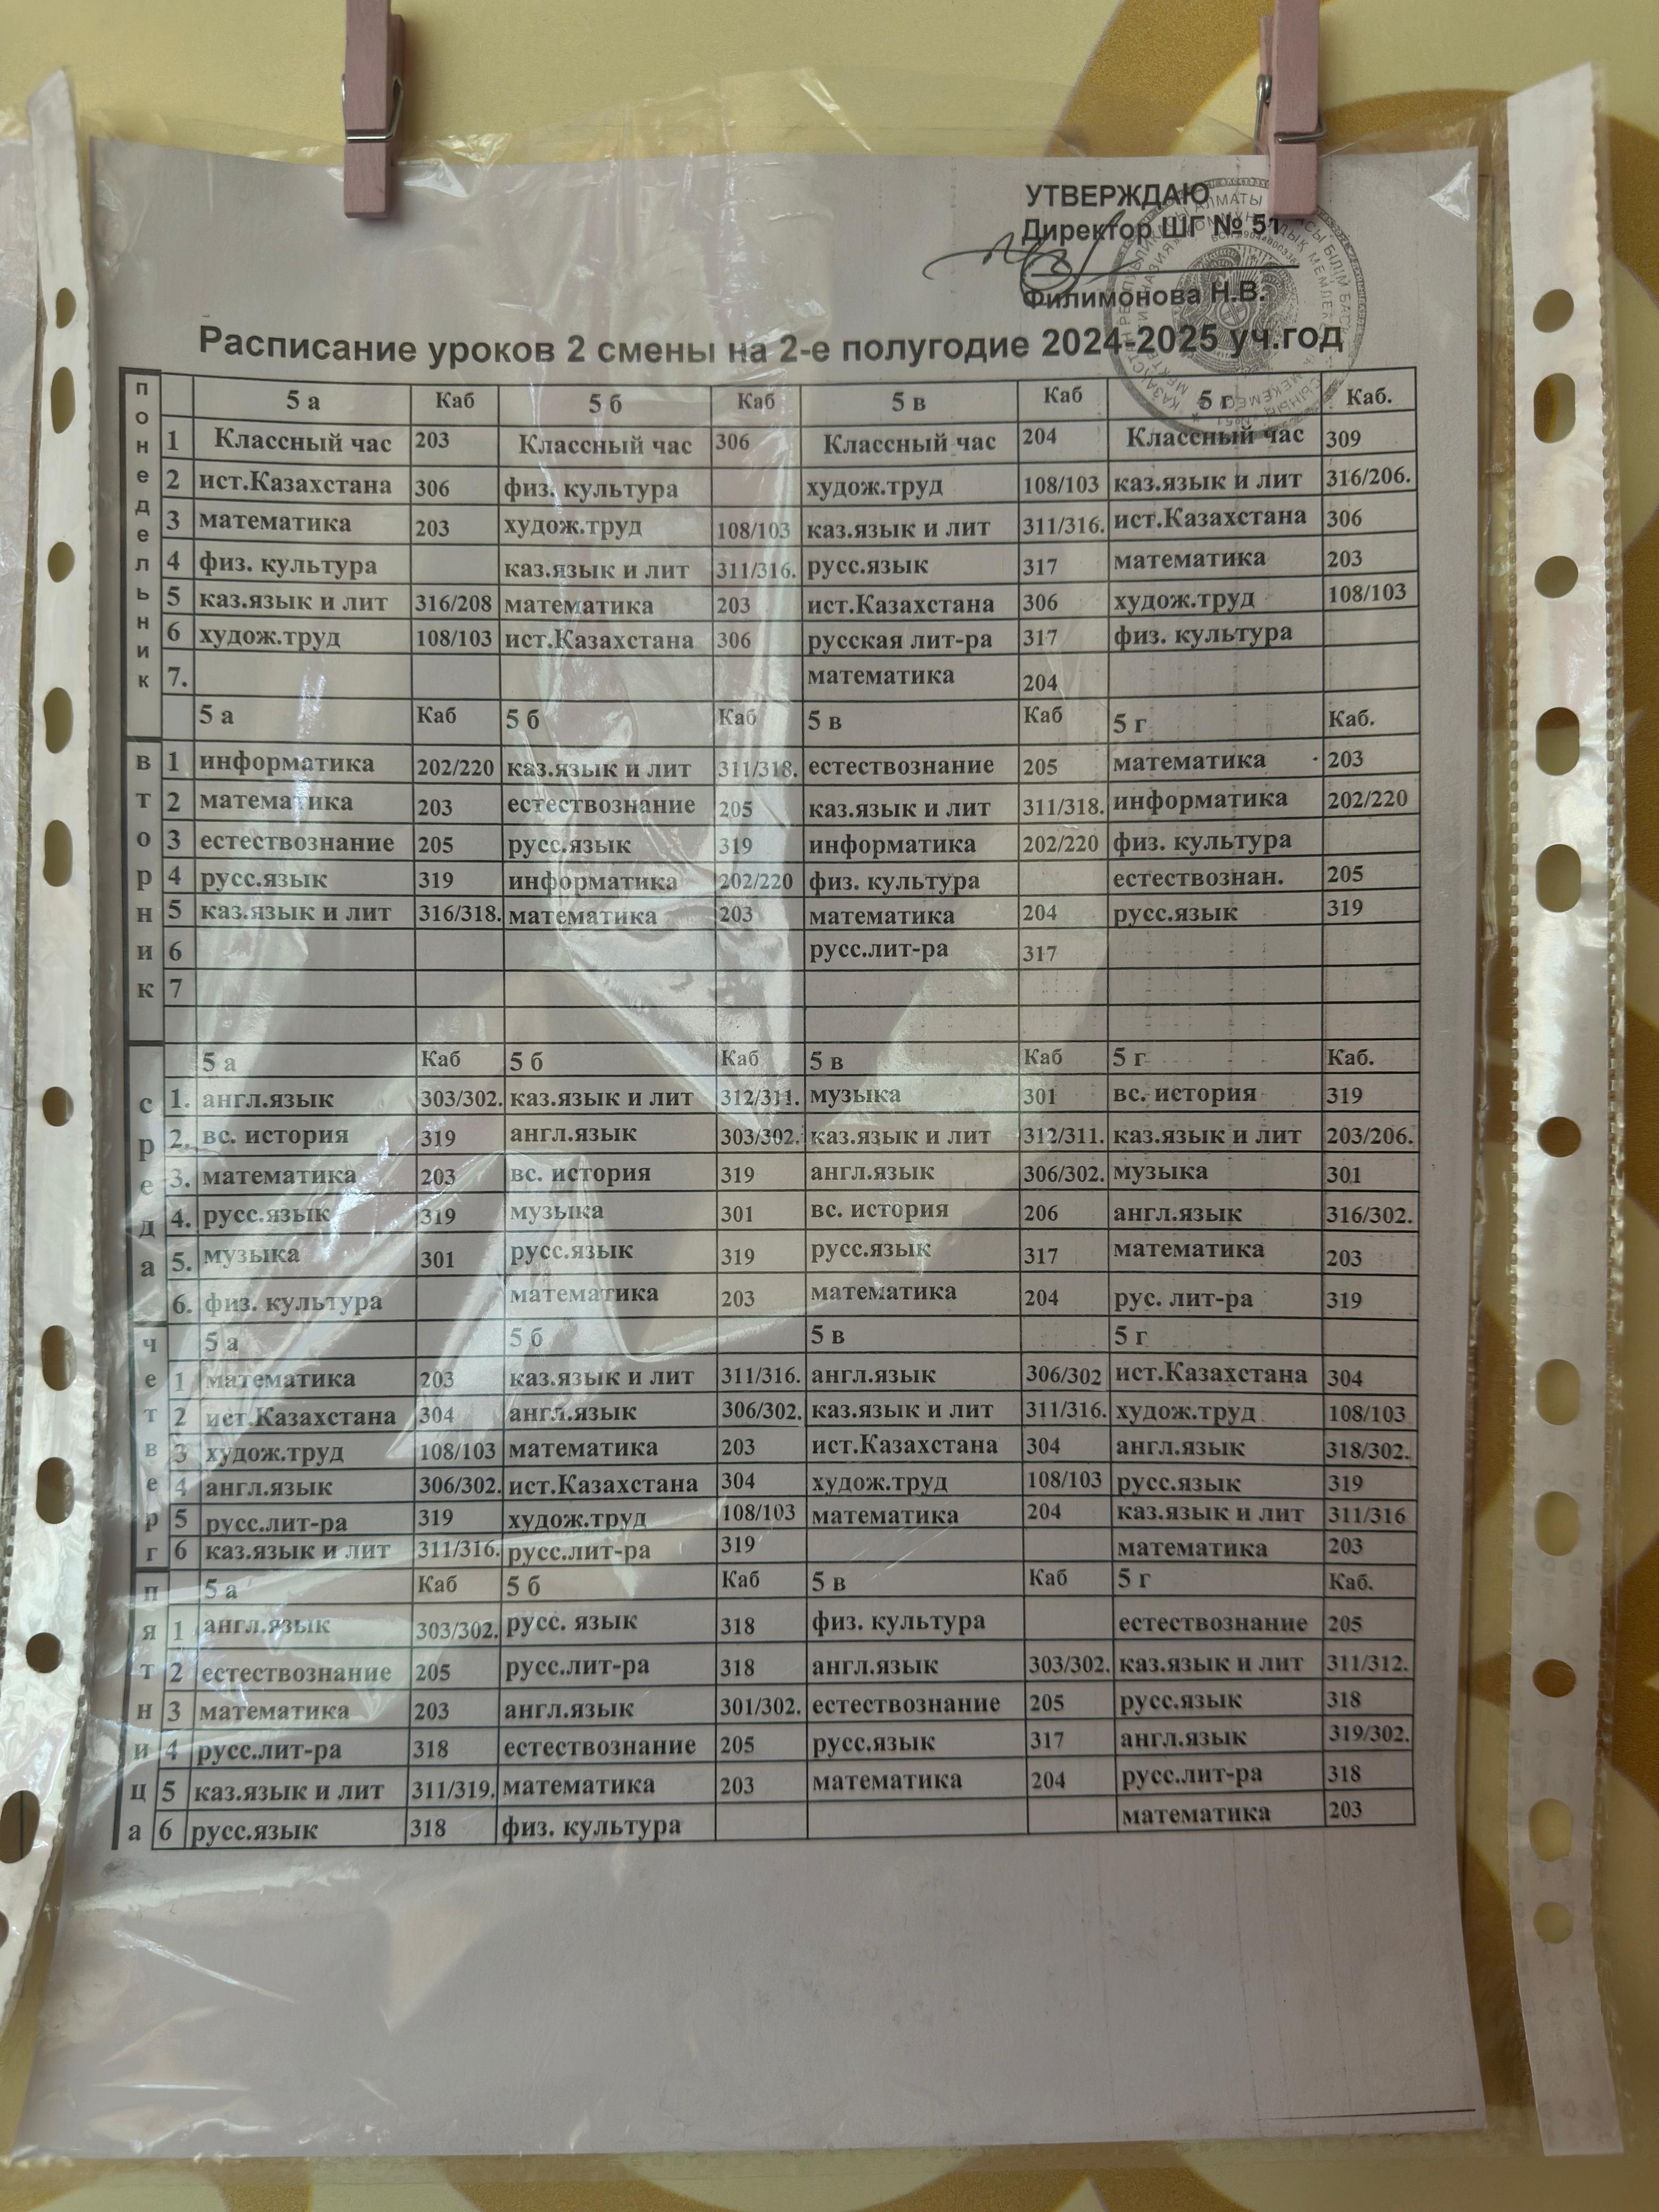 УТВЕРЖДАЮ
Директор ШГ № 51
Филимонова Н.В.
Расписание уроков 2 смены на 2-е полугодие 2024-2025 уч.год
понедельник
5 а Каб 5 б Каб 5 в Каб 5 г Каб.
1 Классный час 203 Классный час 306 Классный час 204 Классный час 309
2 ист.Казахстана 306 физ. культура худож.труд 108/103 каз.язык и лит 316/206.
3 математика 203 худож.труд 108/103 каз.язык и лит 311/316. ист.Казахстана 306
4 физ. культура каз.язык и лит 311/316. русс.язык 317 математика 203
5 каз.язык и лит 316/208 математика 203 ист.Казахстана 306 худож.труд 108/103
6 худож.труд 108/103 ист.Казахстана 306 русская лит-ра 317 физ. культура
7. математика 204
5 а Каб 5 б Каб 5 в Каб 5 г Каб.
вторник
1 информатика 202/220 каз.язык и лит 311/318. естествознание 205 математика 203
2 математика 203 естествознание 205 каз.язык и лит 311/318. информатика 202/220
3 естествознание 205 русс.язык 319 информатика 202/220 физ. культура
4 русс.язык 319 информатика 202/220 физ. культура естествознан. 205
5 каз.язык и лит 316/318. математика 203 математика 204 русс.язык 319
6 русс.лит-ра 317
7
5 а Каб 5 б Каб 5 в Каб 5 г Каб.
среда
1. англ.язык 303/302. каз.язык и лит 312/311. музыка 301 вс. история 319
2. вс. история 319 англ.язык 303/302. каз.язык и лит 312/311. каз.язык и лит 203/206.
3. математика 203 вс. история 319 англ.язык 306/302. музыка 301
4. русс.язык 319 музыка 301 вс. история 206 англ.язык 316/302.
5. музыка 301 русс.язык 319 русс.язык 317 математика 203
6. физ. культура математика 203 математика 204 рус. лит-ра 319
четверг
5 а 5 б 5 в 5 г
1 математика 203 каз.язык и лит 311/316. англ.язык 306/302 ист.Казахстана 304
2 ист.Казахстана 304 англ.язык 306/302. каз.язык и лит 311/316. худож.труд 108/103
3 худож.труд 108/103 математика 203 ист.Казахстана 304 англ.язык 318/302.
4 англ.язык 306/302. ист.Казахстана 304 худож.труд 108/103 русс.язык 319
5 русс.лит-ра 319 худож.труд 108/103 математика 204 каз.язык и лит 311/316
6 каз.язык и лит 311/316. русс.лит-ра 319 математика 203
пятница
5 а Каб 5 б Каб 5 в Каб 5 г Каб.
1 англ.язык 303/302. русс. язык 318 физ. культура естествознание 205
2 естествознание 205 русс.лит-ра 318 англ.язык 303/302. каз.язык и лит 311/312.
3 математика 203 англ.язык 301/302. естествознание 205 русс.язык 318
4 русс.лит-ра 318 естествознание 205 русс.язык 317 англ.язык 319/302.
5 каз.язык и лит 311/319. математика 203 математика 204 русс.лит-ра 318
6 русс.язык 318 физ. культура математика 203